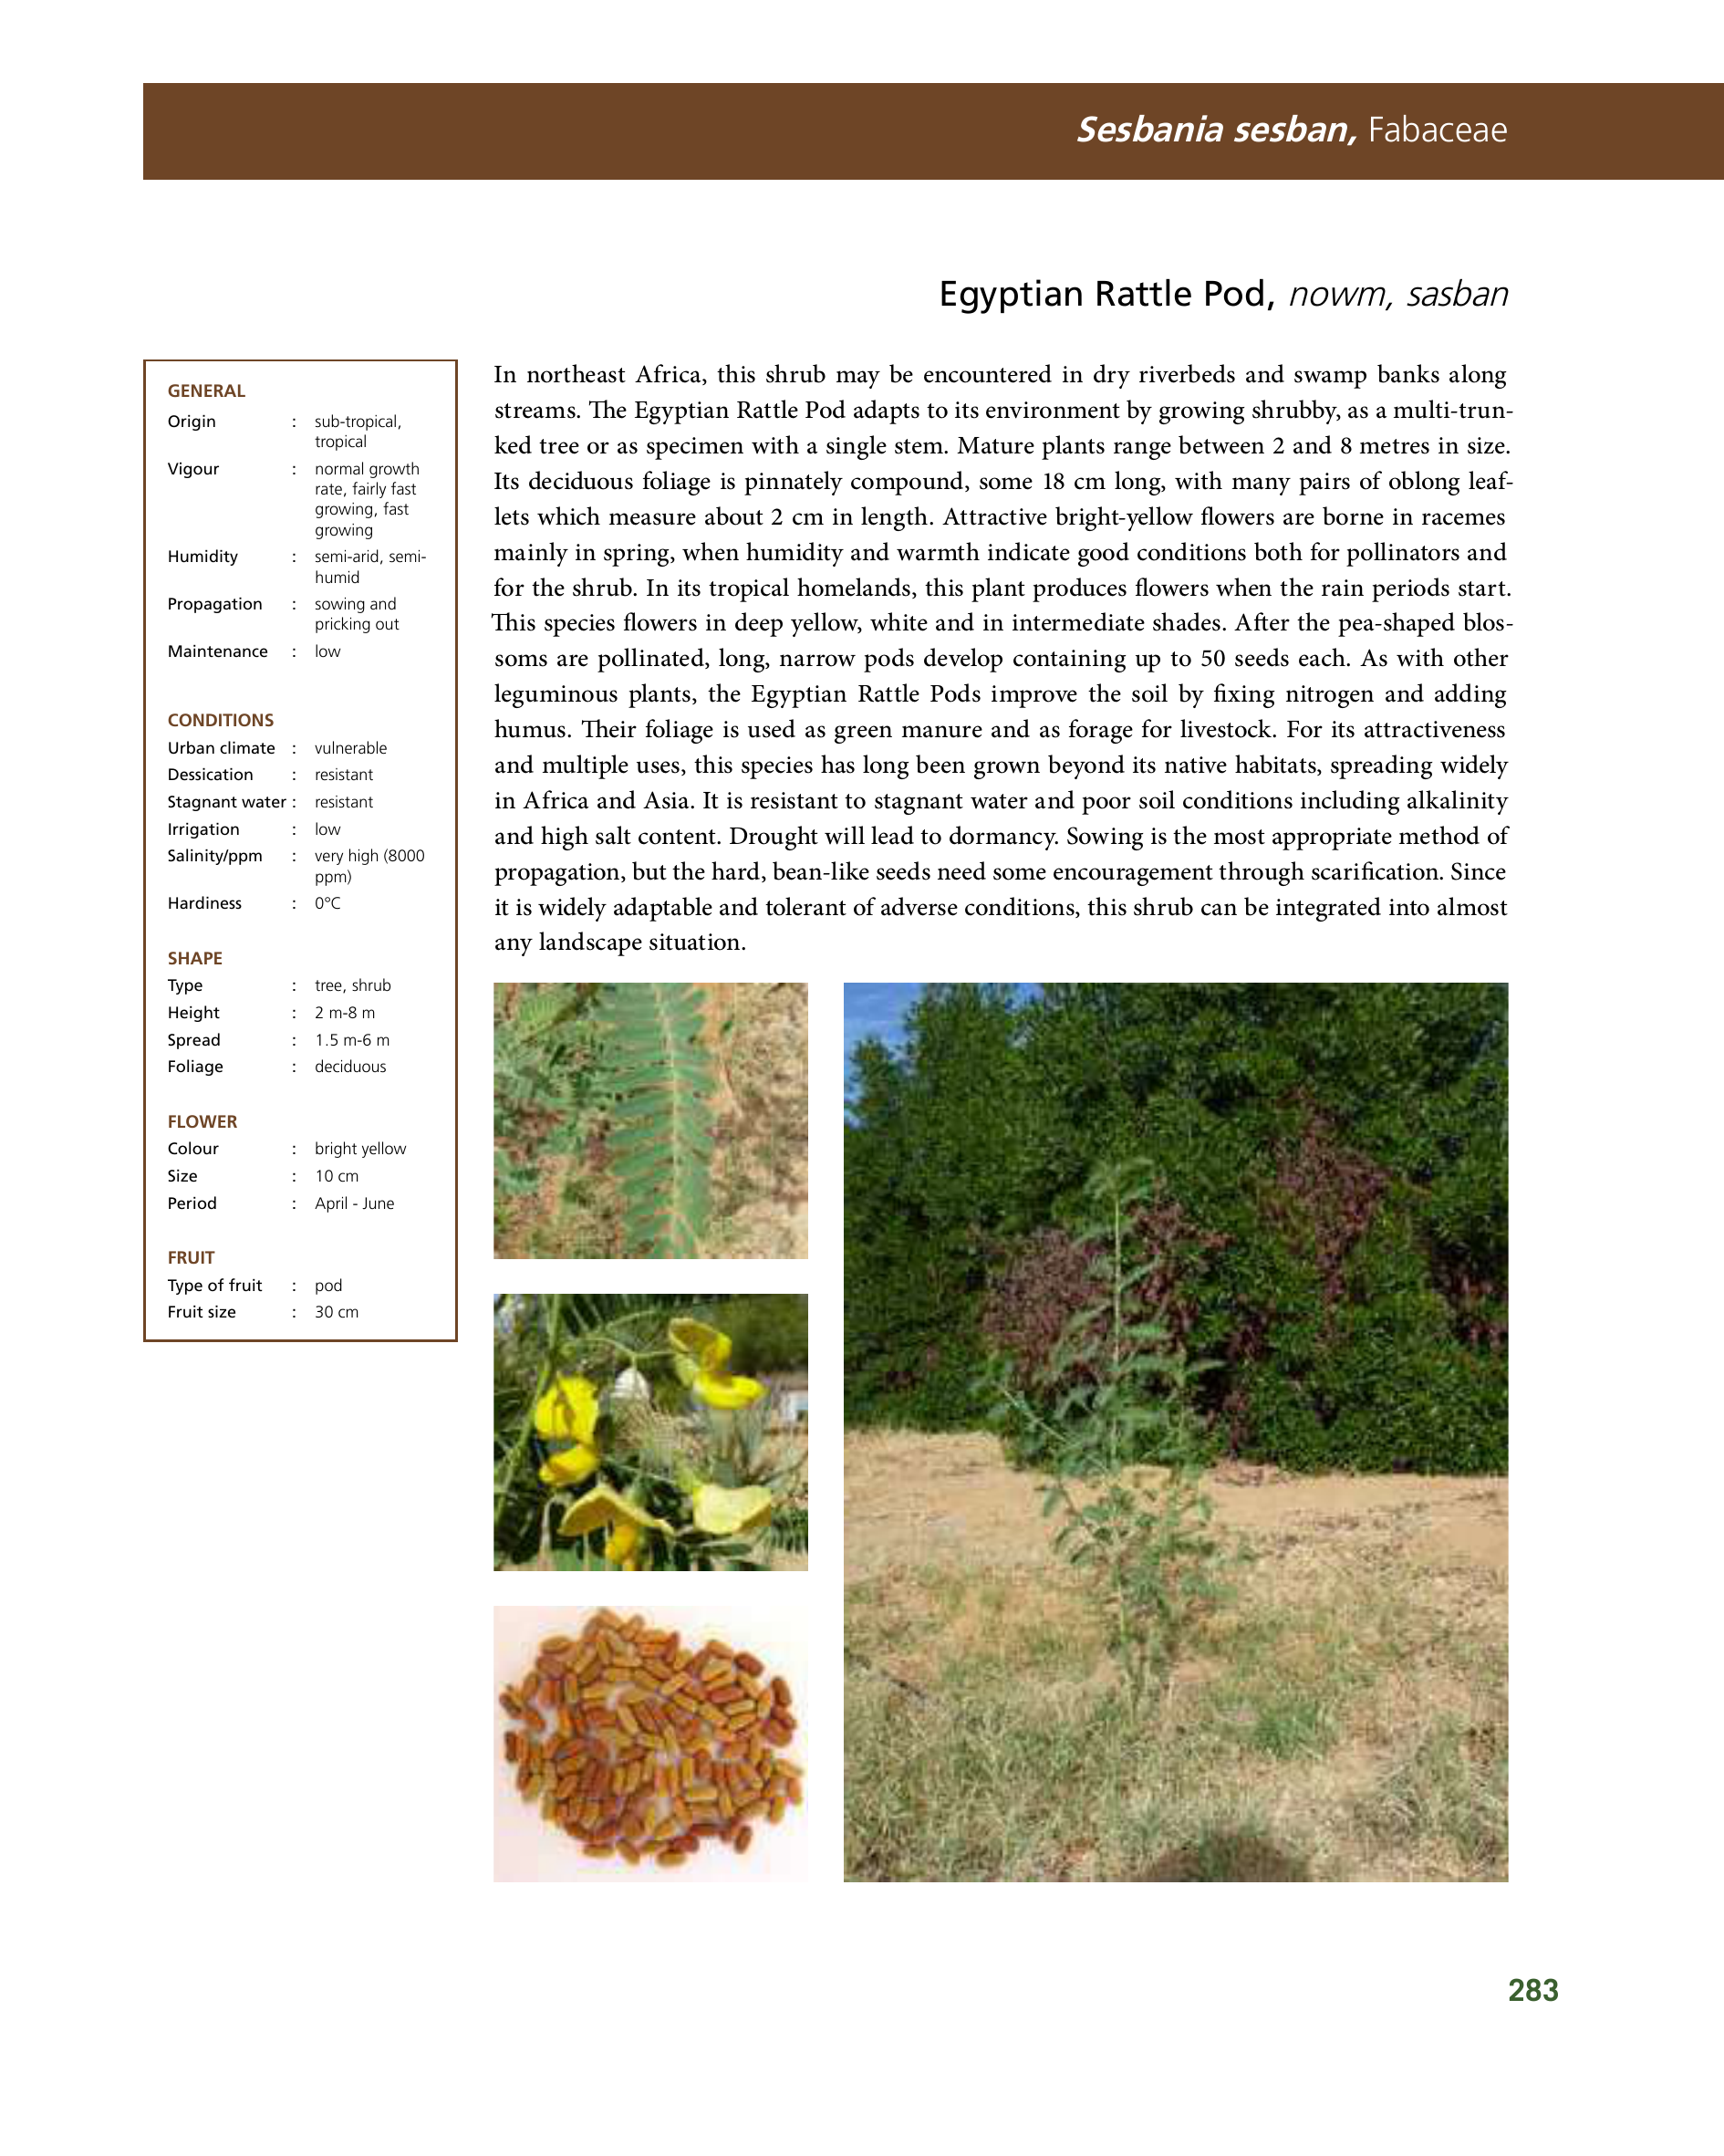 Sesbania sesban, Fabaceae
Egyptian Rattle Pod, nowm, sasban
GENERAL
Origin : sub-tropical,
tropical
Vigour : normal growth
rate, fairly fast
growing, fast
growing
Humidity : semi-arid, semi-
humid
Propagation : sowing and
pricking out
Maintenance : low
CONDITIONS
Urban climate : vulnerable
Dessication : resistant
Stagnant water : resistant
Irrigation : low
Salinity/ppm : very high (8000
ppm)
Hardiness : 0°C
SHAPE
Type : tree, shrub
Height : 2 m-8 m
Spread : 1.5 m-6 m
Foliage : deciduous
FLOWER
Colour : bright yellow
Size : 10 cm
Period : April - June
FRUIT
Type of fruit : pod
Fruit size : 30 cm
In northeast Africa, this shrub may be encountered in dry riverbeds and swamp banks along
streams. The Egyptian Rattle Pod adapts to its environment by growing shrubby, as a multi-trun-
ked tree or as specimen with a single stem. Mature plants range between 2 and 8 metres in size.
Its deciduous foliage is pinnately compound, some 18 cm long, with many pairs of oblong leaf-
lets which measure about 2 cm in length. Attractive bright-yellow flowers are borne in racemes
mainly in spring, when humidity and warmth indicate good conditions both for pollinators and
for the shrub. In its tropical homelands, this plant produces flowers when the rain periods start.
This species flowers in deep yellow, white and in intermediate shades. After the pea-shaped blos-
soms are pollinated, long, narrow pods develop containing up to 50 seeds each. As with other
leguminous plants, the Egyptian Rattle Pods improve the soil by fixing nitrogen and adding
humus. Their foliage is used as green manure and as forage for livestock. For its attractiveness
and multiple uses, this species has long been grown beyond its native habitats, spreading widely
in Africa and Asia. It is resistant to stagnant water and poor soil conditions including alkalinity
and high salt content. Drought will lead to dormancy. Sowing is the most appropriate method of
propagation, but the hard, bean-like seeds need some encouragement through scarification. Since
it is widely adaptable and tolerant of adverse conditions, this shrub can be integrated into almost
any landscape situation.
283